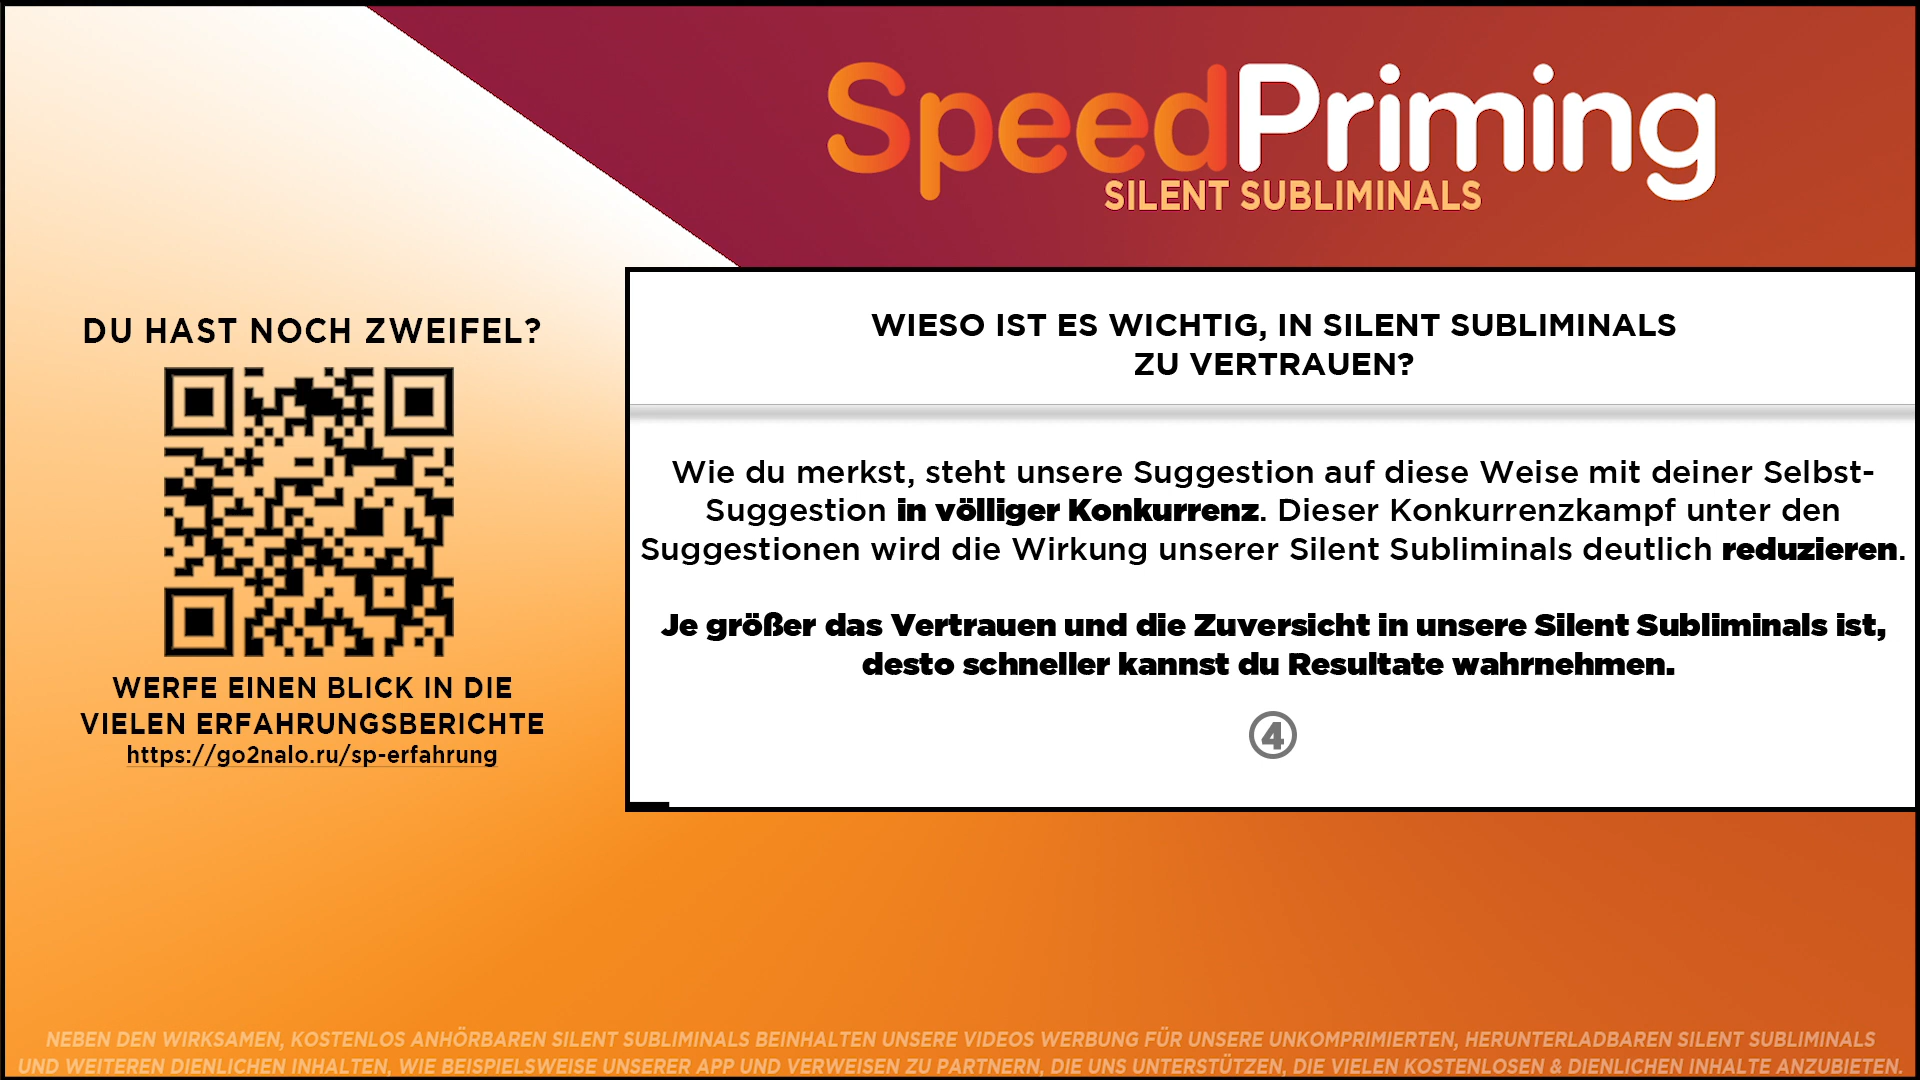 SpeedPriming
SILENT SUBLIMINALS
DU HAST NOCH ZWEIFEL?
WERFE EINEN BLICK IN DIE
VIELEN ERFAHRUNGSBERICHTE
https://go2nalo.ru/sp-erfahrung
WIESO IST ES WICHTIG, IN SILENT SUBLIMINALS
ZU VERTRAUEN?
Wie du merkst, steht unsere Suggestion auf diese Weise mit deiner Selbst-
Suggestion in völliger Konkurrenz. Dieser Konkurrenzkampf unter den
Suggestionen wird die Wirkung unserer Silent Subliminals deutlich reduzieren.
Je größer das Vertrauen und die Zuversicht in unsere Silent Subliminals ist,
desto schneller kannst du Resultate wahrnehmen.
4
NEBEN DEN WIRKSAMEN, KOSTENLOS ANHÖRBAREN SILENT SUBLIMINALS BEINHALTEN UNSERE VIDEOS WERBUNG FÜR UNSERE UNKOMPRIMIERTEN, HERUNTERLADBAREN SILENT SUBLIMINALS
UND WEITEREN DIENLICHEN INHALTEN, WIE BEISPIELSWEISE UNSERER APP UND VERWEISEN ZU PARTNERN, DIE UNS UNTERSTÜTZEN, DIE VIELEN KOSTENLOSEN & DIENLICHEN INHALTE ANZUBIETEN.